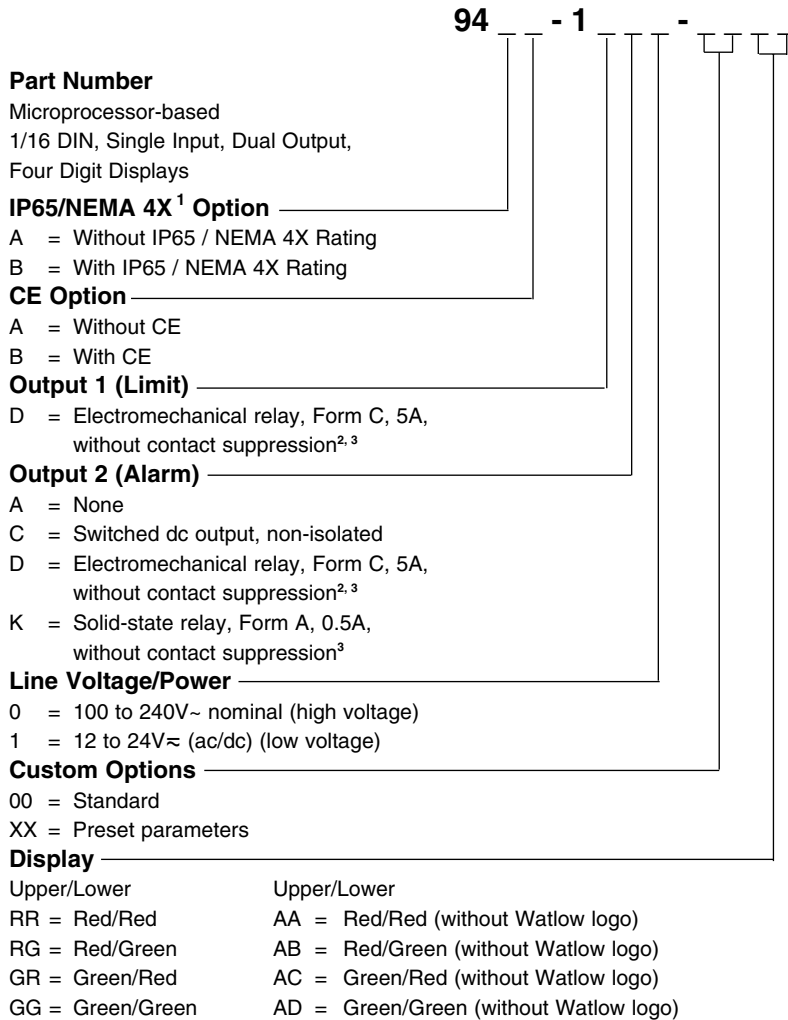 94 _ _ - 1 _ _ _ - _ _ _ _
Part Number
Microprocessor-based
1/16 DIN, Single Input, Dual Output,
Four Digit Displays
IP65/NEMA 4X¹ Option
A = Without IP65 / NEMA 4X Rating
B = With IP65 / NEMA 4X Rating
CE Option
A = Without CE
B = With CE
Output 1 (Limit)
D = Electromechanical relay, Form C, 5A,
without contact suppression²,³
Output 2 (Alarm)
A = None
C = Switched dc output, non-isolated
D = Electromechanical relay, Form C, 5A,
without contact suppression²,³
K = Solid-state relay, Form A, 0.5A,
without contact suppression³
Line Voltage/Power
0 = 100 to 240V~ nominal (high voltage)
1 = 12 to 24V≂ (ac/dc) (low voltage)
Custom Options
00 = Standard
XX = Preset parameters
Display
Upper/Lower Upper/Lower
RR = Red/Red AA = Red/Red (without Watlow logo)
RG = Red/Green AB = Red/Green (without Watlow logo)
GR = Green/Red AC = Green/Red (without Watlow logo)
GG = Green/Green AD = Green/Green (without Watlow logo)